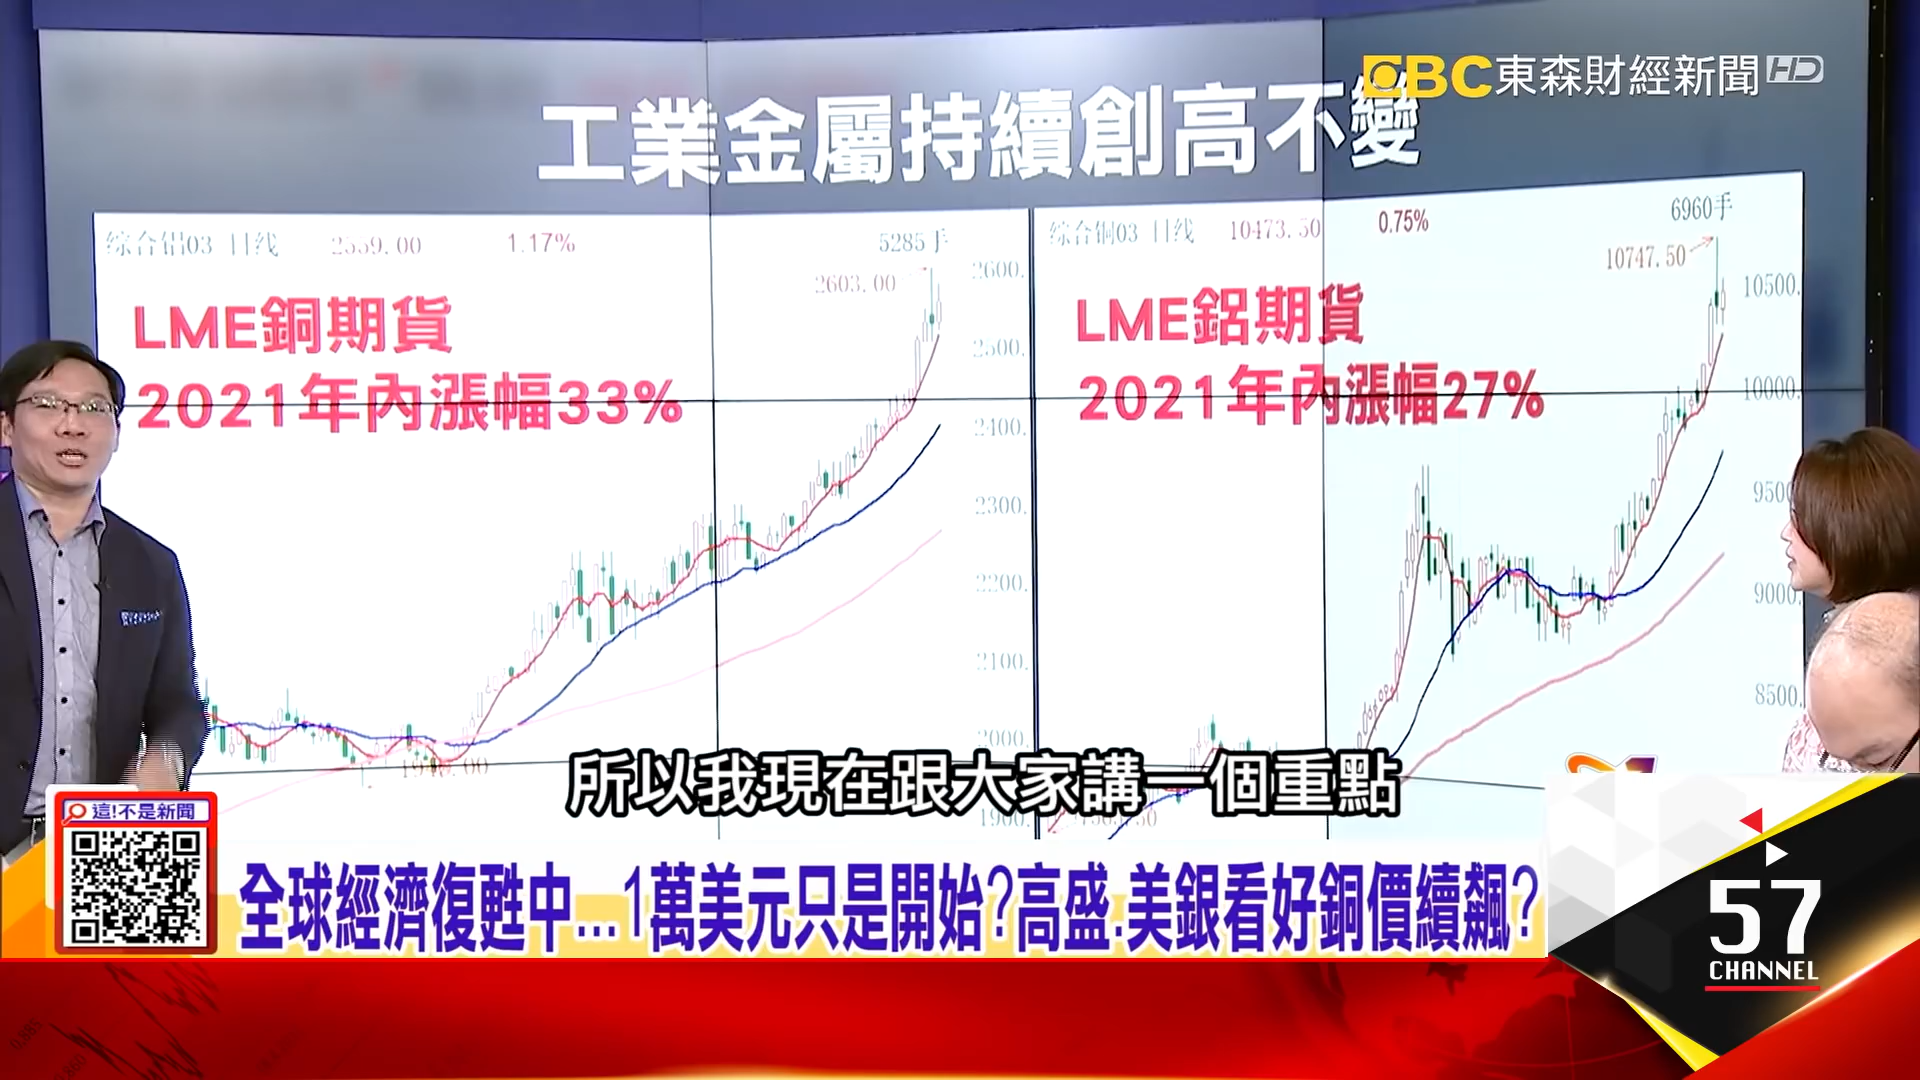 EBC東森財經新聞HD
工業金屬持續創高不變
综合铝03 日线 2559.00 1.17% 5285手
2603.00
LME銅期貨
2021年內漲幅33%
2600.
2500.
2400.
2300.
2200.
2100.
2000.
1900.
综合铜03 日线 10473.50 0.75% 6960手
10747.50
LME鋁期貨
2021年內漲幅27%
10500.
10000.
9500
9000.
8500.
所以我現在跟大家講一個重點
這!不是新聞
全球經濟復甦中...1萬美元只是開始?高盛.美銀看好銅價續飆?
57
CHANNEL